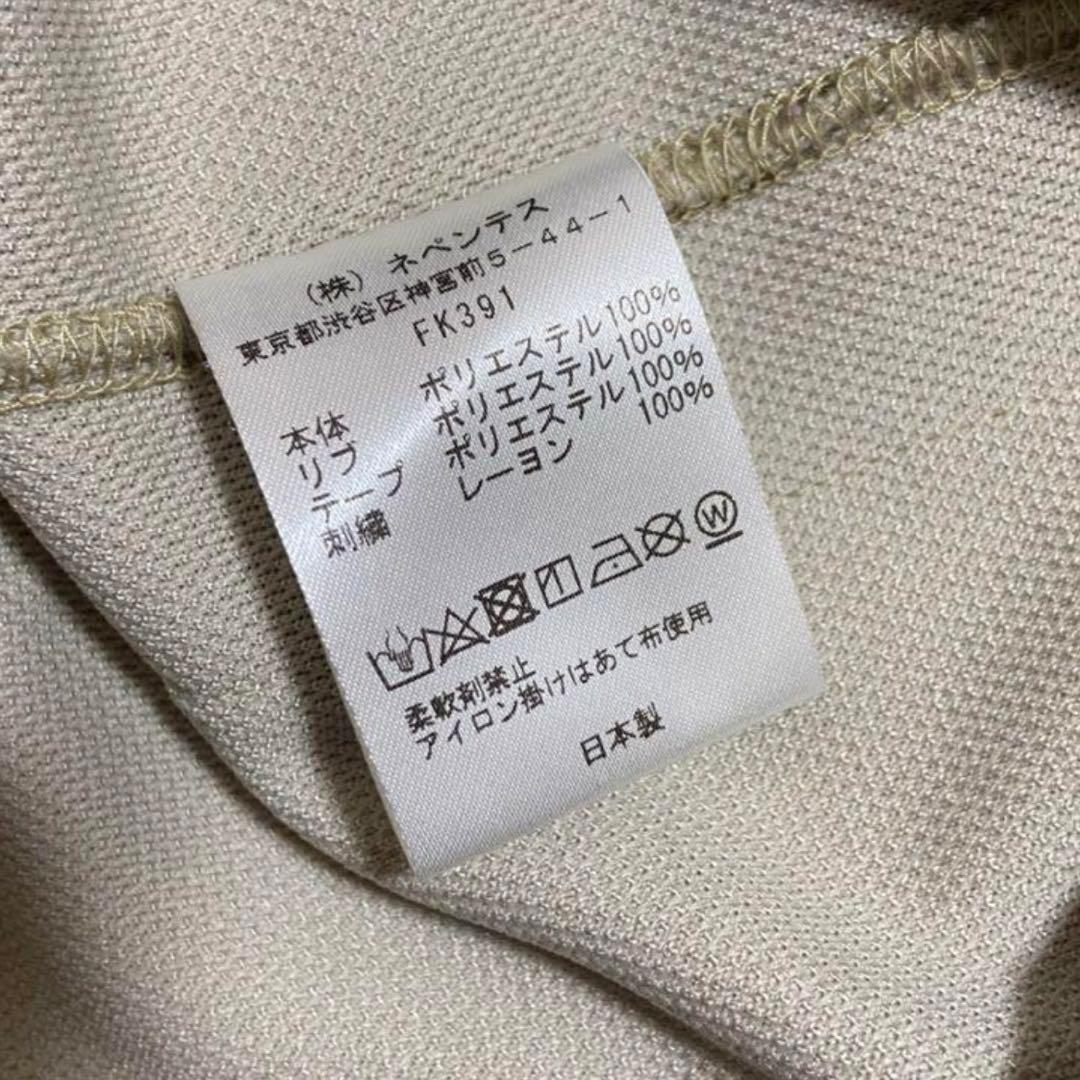 (株) ネペンテス
東京都渋谷区神宮前5-44-1
FK391
本体 ポリエステル100%
リブ ポリエステル100%
テープ ポリエステル100%
刺繍 レーヨン 100%
W
柔軟剤禁止
アイロン掛けはあて布使用
日本製